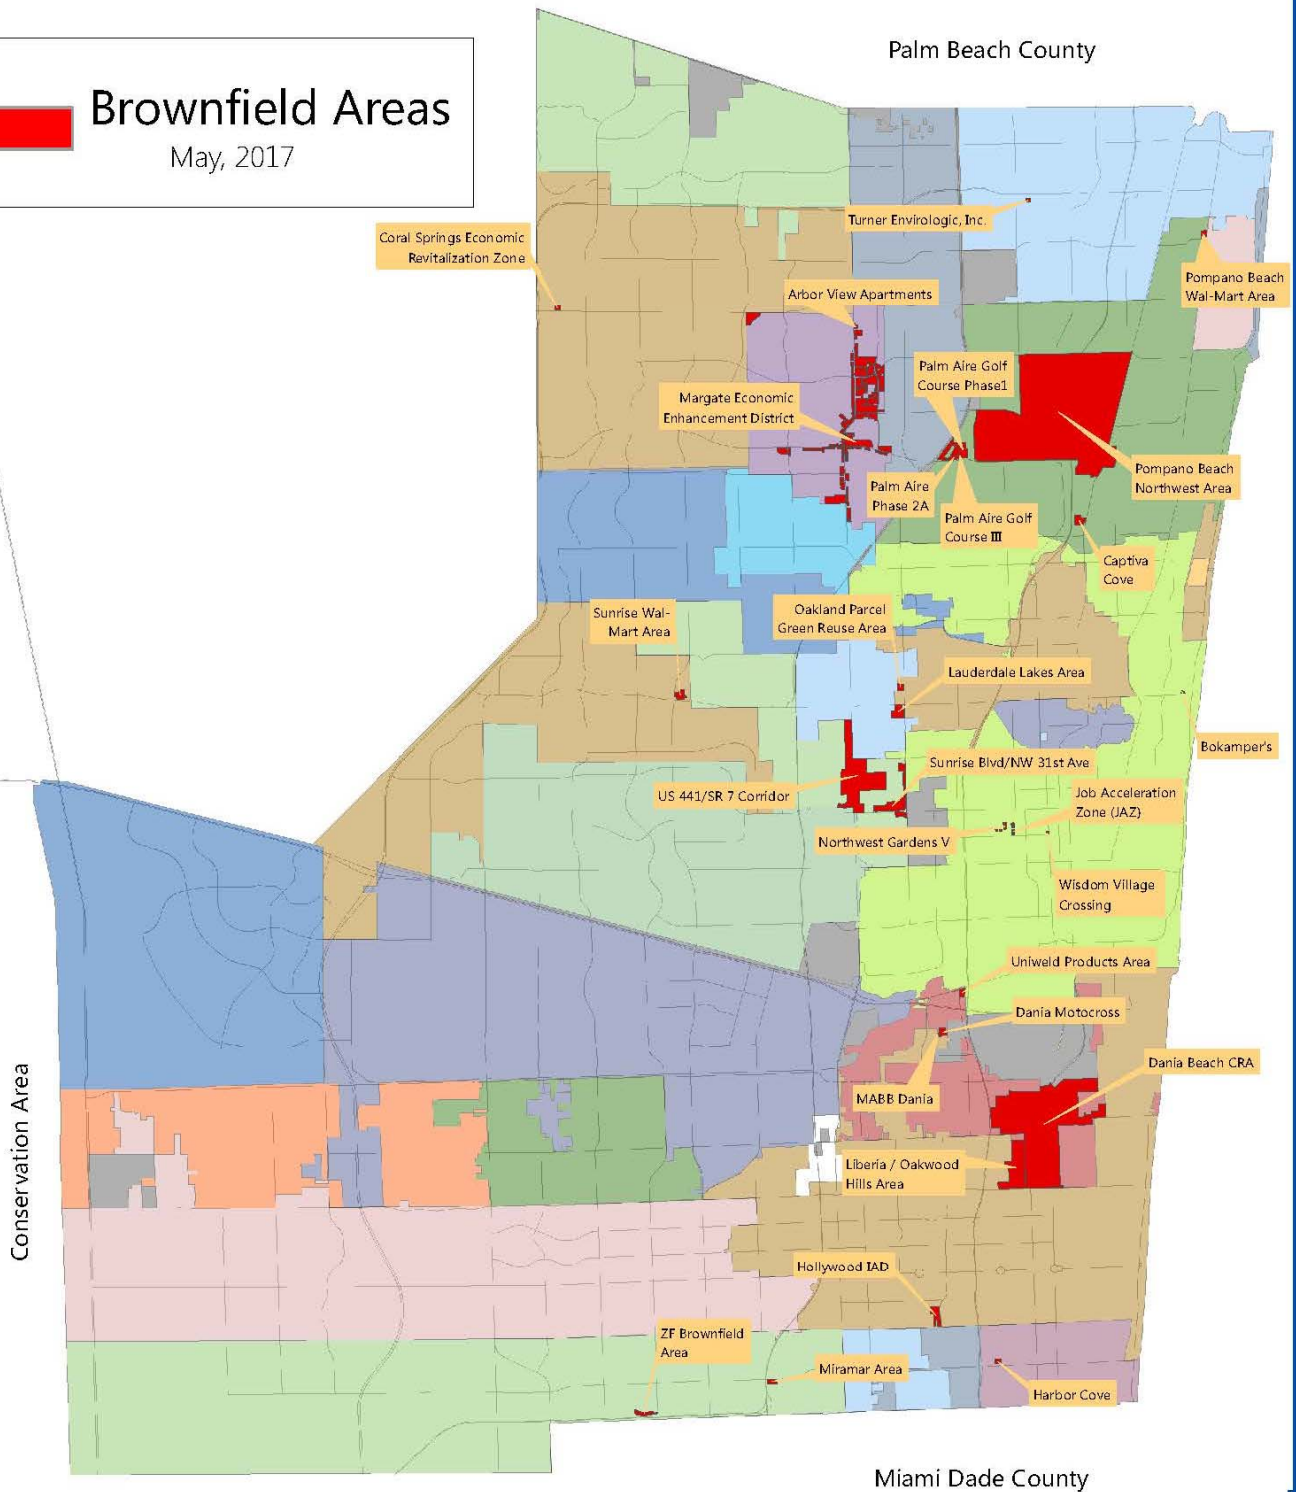 Palm Beach County
Brownfield Areas
May, 2017
Turner Envirologic, Inc.
Coral Springs Economic
Revitalization Zone
Pompano Beach
Wal-Mart Area
Arbor View Apartments
Palm Aire Golf
Course Phase1
Margate Economic
Enhancement District
Pompano Beach
Northwest Area
Palm Aire
Phase 2A
Palm Aire Golf
Course III
Captiva
Cove
Sunrise Wal-
Mart Area
Oakland Parcel
Green Reuse Area
Lauderdale Lakes Area
Bokamper's
Sunrise Blvd/NW 31st Ave
US 441/SR 7 Corridor
Job Acceleration
Zone (JAZ)
Northwest Gardens V
Wisdom Village
Crossing
Uniweld Products Area
Dania Motocross
Dania Beach CRA
MABB Dania
Conservation Area
Liberia / Oakwood
Hills Area
Hollywood IAD
ZF Brownfield
Area
Miramar Area
Harbor Cove
Miami Dade County